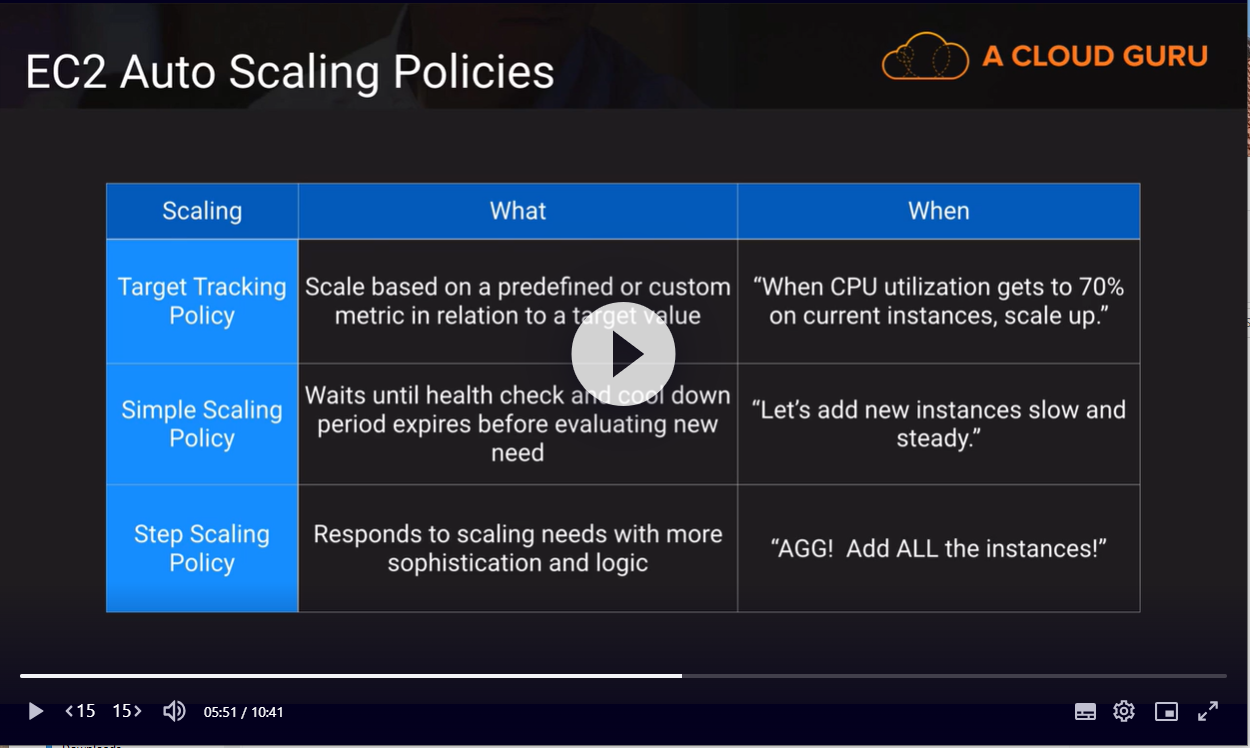 EC2 Auto Scaling Policies
A CLOUD GURU
Scaling
What
When
Target Tracking
Policy
Scale based on a predefined or custom
metric in relation to a target value
“When CPU utilization gets to 70%
on current instances, scale up.”
Simple Scaling
Policy
Waits until health check and cool down
period expires before evaluating new
need
“Let’s add new instances slow and
steady.”
Step Scaling
Policy
Responds to scaling needs with more
sophistication and logic
“AGG!  Add ALL the instances!”
<15
15>
05:51 / 10:41